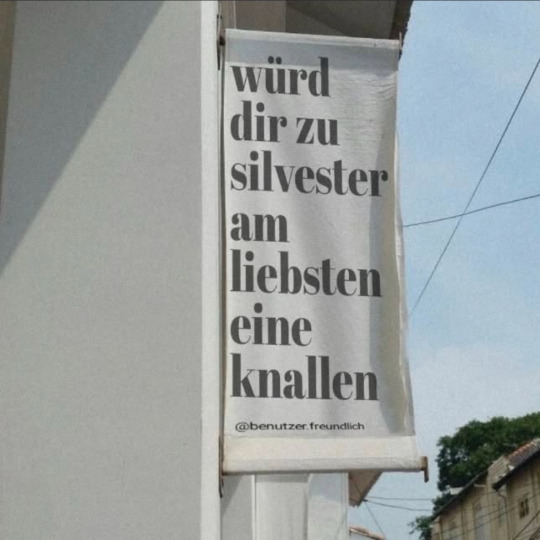 würd
dir zu
silvester
am
liebsten
eine
knallen
@benutzer.freundlich